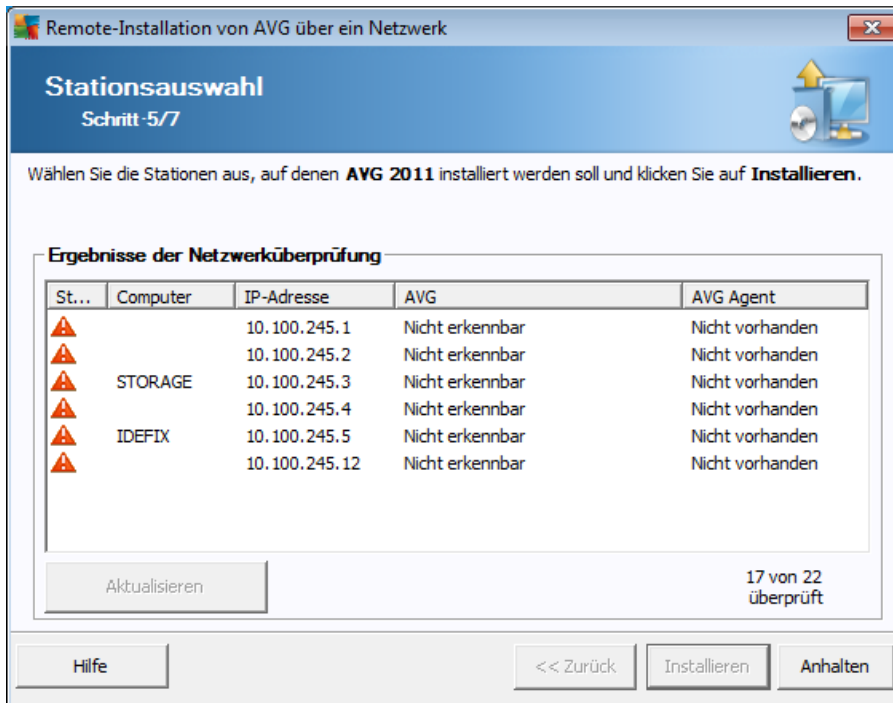 Remote-Installation von AVG über ein Netzwerk
Stationsauswahl
Schritt -5/7
Wählen Sie die Stationen aus, auf denen AVG 2011 installiert werden soll und klicken Sie auf Installieren.
Ergebnisse der Netzwerküberprüfung
St... Computer IP-Adresse AVG AVG Agent
10.100.245.1 Nicht erkennbar Nicht vorhanden
10.100.245.2 Nicht erkennbar Nicht vorhanden
STORAGE 10.100.245.3 Nicht erkennbar Nicht vorhanden
10.100.245.4 Nicht erkennbar Nicht vorhanden
IDEFIX 10.100.245.5 Nicht erkennbar Nicht vorhanden
10.100.245.12 Nicht erkennbar Nicht vorhanden
Aktualisieren
17 von 22
überprüft
Hilfe << Zurück Installieren Anhalten